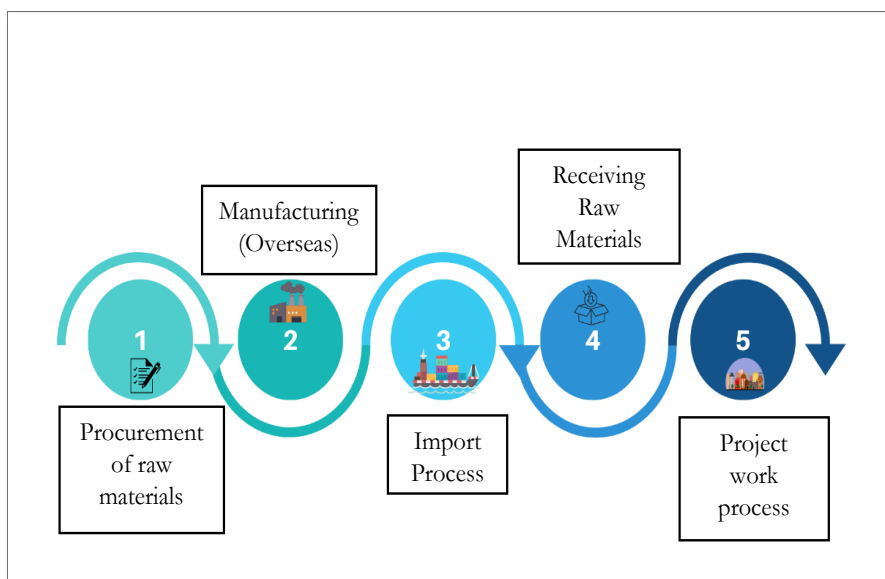 1
Procurement
of raw
materials
2
Manufacturing
(Overseas)
3
Import
Process
4
Receiving
Raw
Materials
5
Project
work
process